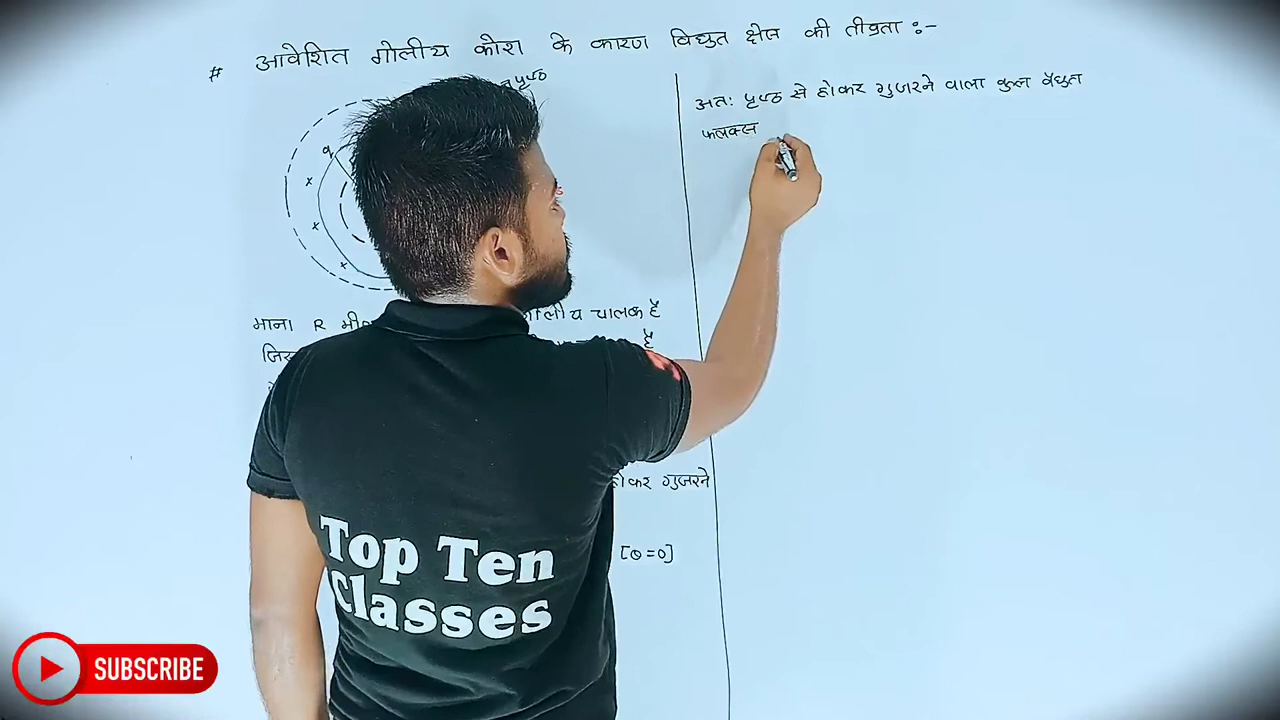 # आवेशित गोलीय कोश के कारण विद्युत क्षेत्र की तीव्रता :-
पृष्ठ
q
माना R
चालक है
है
होकर गुजरने
[θ=0]
अतः पृष्ठ से होकर गुजरने वाला कुल वैद्युत
फ्लक्स
Top Ten
Classes
SUBSCRIBE